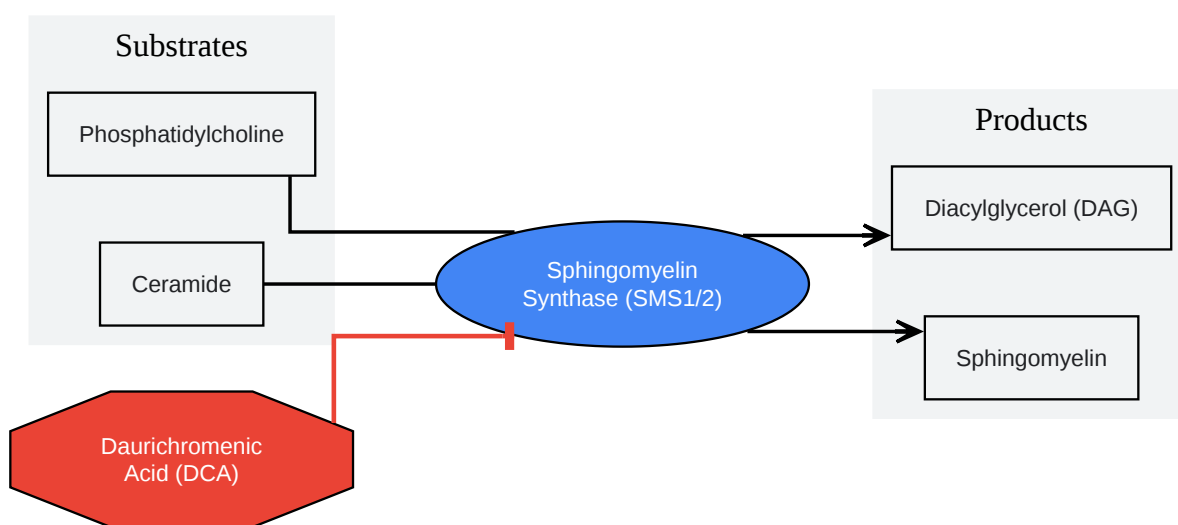 Substrates
Phosphatidylcholine
Ceramide
Daurichromenic
Acid (DCA)
Sphingomyelin
Synthase (SMS1/2)
Products
Diacylglycerol (DAG)
Sphingomyelin